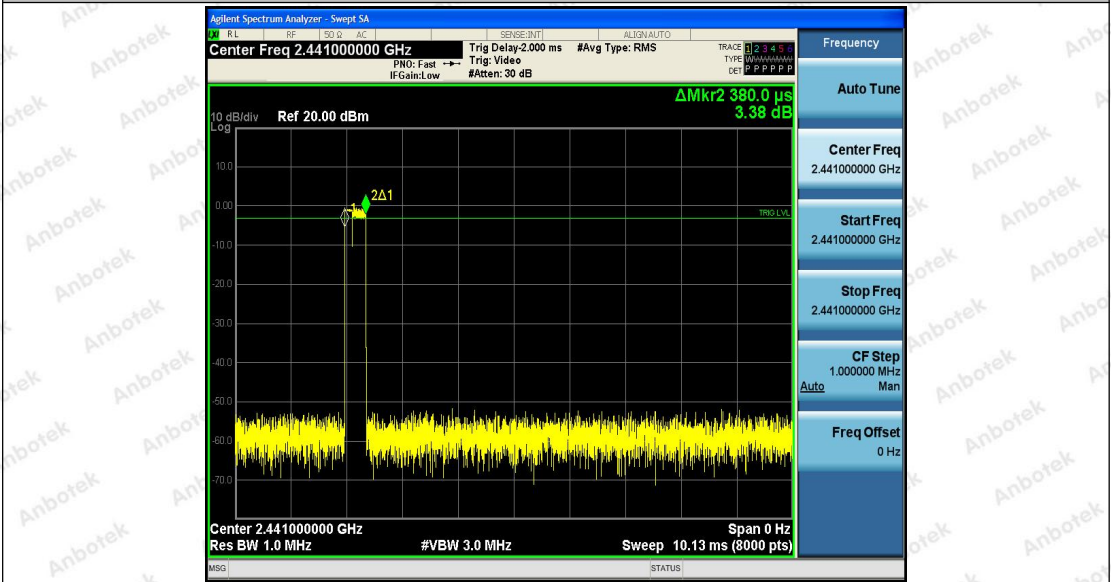 Agilent Spectrum Analyzer - Swept SA
RL RF 50 Ω AC SENSE:INT ALIGN AUTO
Center Freq 2.441000000 GHz
PNO: Fast
IFGain:Low
Trig Delay-2.000 ms
Trig: Video
#Atten: 30 dB
#Avg Type: RMS
TRACE 1 2 3 4 5 6
TYPE W
DET P P P P P P
ΔMkr2 380.0 µs
3.38 dB
10 dB/div
Log
Ref 20.00 dBm
10.0
0.00
-10.0
-20.0
-30.0
-40.0
-50.0
-60.0
-70.0
1
2Δ1
TRIG LVL
Center 2.441000000 GHz
Span 0 Hz
Res BW 1.0 MHz
#VBW 3.0 MHz
Sweep 10.13 ms (8000 pts)
MSG
STATUS
Frequency
Auto Tune
Center Freq
2.441000000 GHz
Start Freq
2.441000000 GHz
Stop Freq
2.441000000 GHz
CF Step
1.000000 MHz
Auto Man
Freq Offset
0 Hz
Anbotek